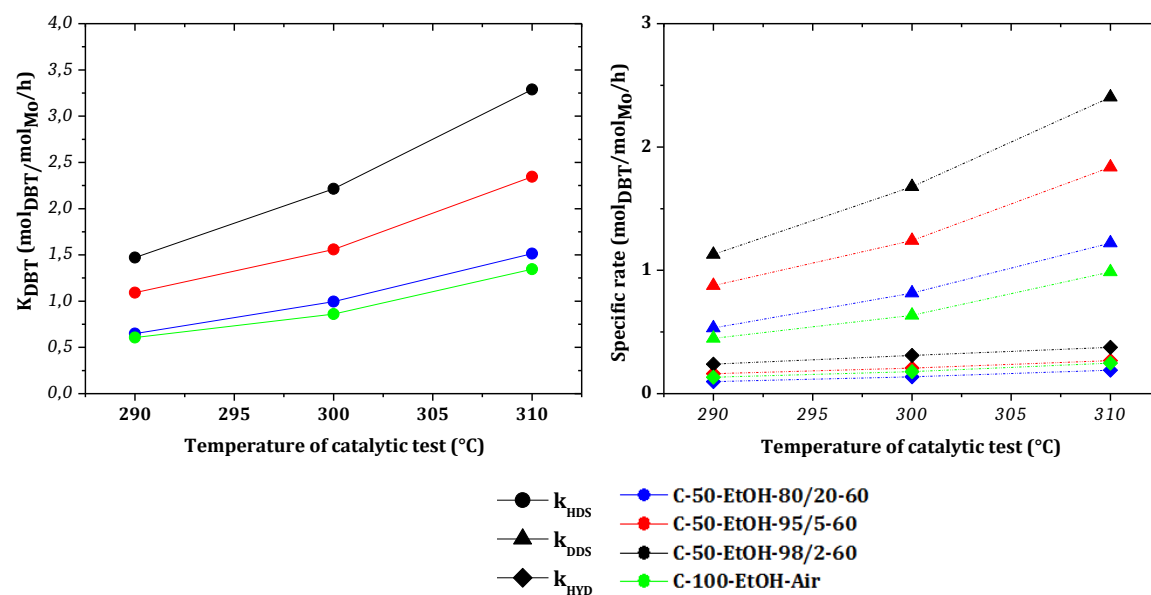 4,0
3,5
3,0
2,5
2,0
1,5
1,0
0,5
0,0
K_DBT (mol_DBT/mol_Mo/h)
290 295 300 305 310
Temperature of catalytic test (°C)
3
2
1
0
Specific rate (mol_DBT/mol_Mo/h)
290 295 300 305 310
Temperature of catalytic test (°C)
k_HDS
k_DDS
k_HYD
C-50-EtOH-80/20-60
C-50-EtOH-95/5-60
C-50-EtOH-98/2-60
C-100-EtOH-Air